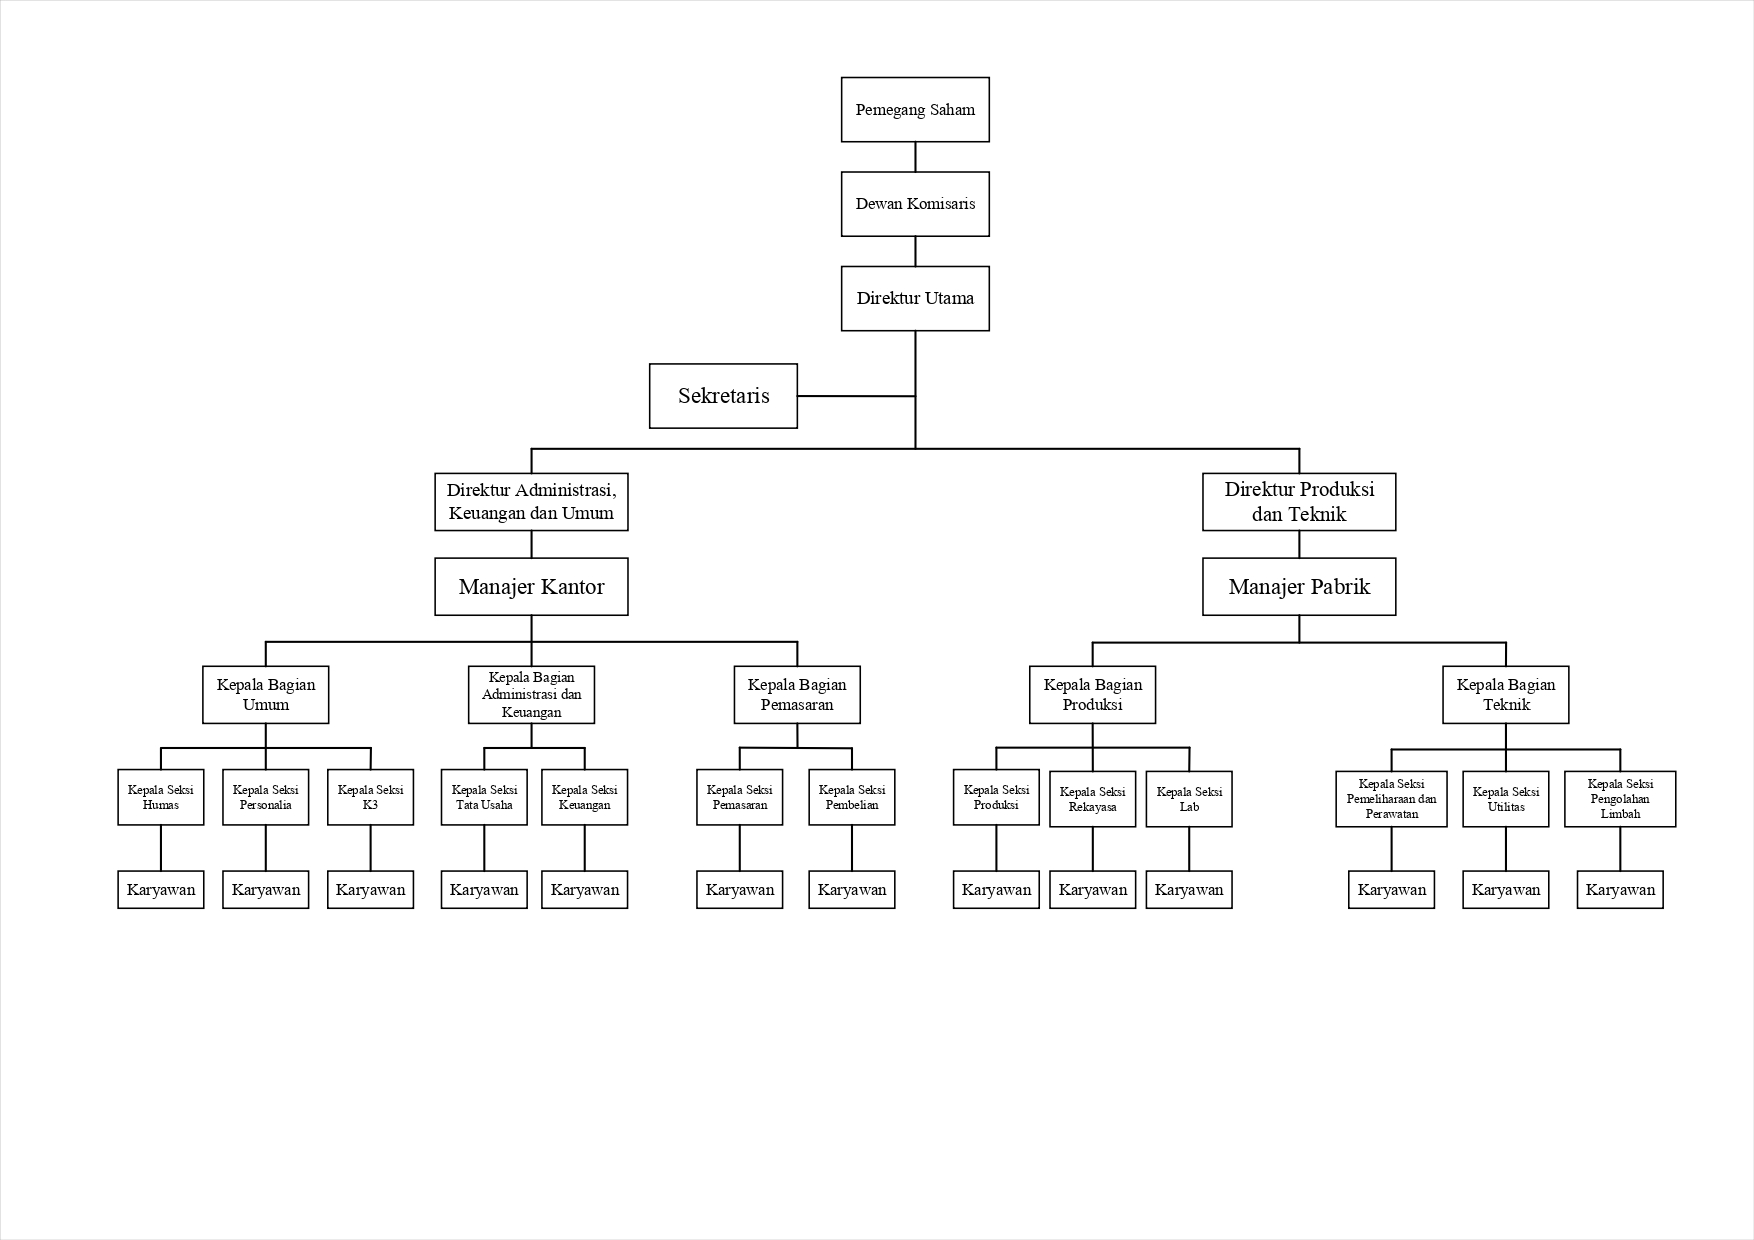 Pemegang Saham
Dewan Komisaris
Direktur Utama
Sekretaris
Direktur Administrasi,
Keuangan dan Umum
Direktur Produksi
dan Teknik
Manajer Kantor
Manajer Pabrik
Kepala Bagian
Umum
Kepala Bagian
Administrasi dan
Keuangan
Kepala Bagian
Pemasaran
Kepala Bagian
Produksi
Kepala Bagian
Teknik
Kepala Seksi
Humas
Kepala Seksi
Personalia
Kepala Seksi
K3
Kepala Seksi
Tata Usaha
Kepala Seksi
Keuangan
Kepala Seksi
Pemasaran
Kepala Seksi
Pembelian
Kepala Seksi
Produksi
Kepala Seksi
Rekayasa
Kepala Seksi
Lab
Kepala Seksi
Pemeliharaan dan
Perawatan
Kepala Seksi
Utilitas
Kepala Seksi
Pengolahan
Limbah
Karyawan
Karyawan
Karyawan
Karyawan
Karyawan
Karyawan
Karyawan
Karyawan
Karyawan
Karyawan
Karyawan
Karyawan
Karyawan